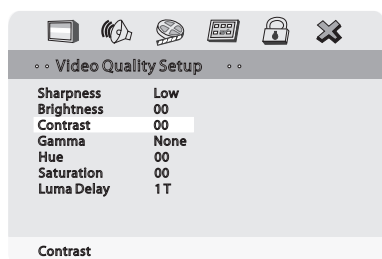 Video Quality Setup
Sharpness Low
Brightness 00
Contrast 00
Gamma None
Hue 00
Saturation 00
Luma Delay 1 T
Contrast